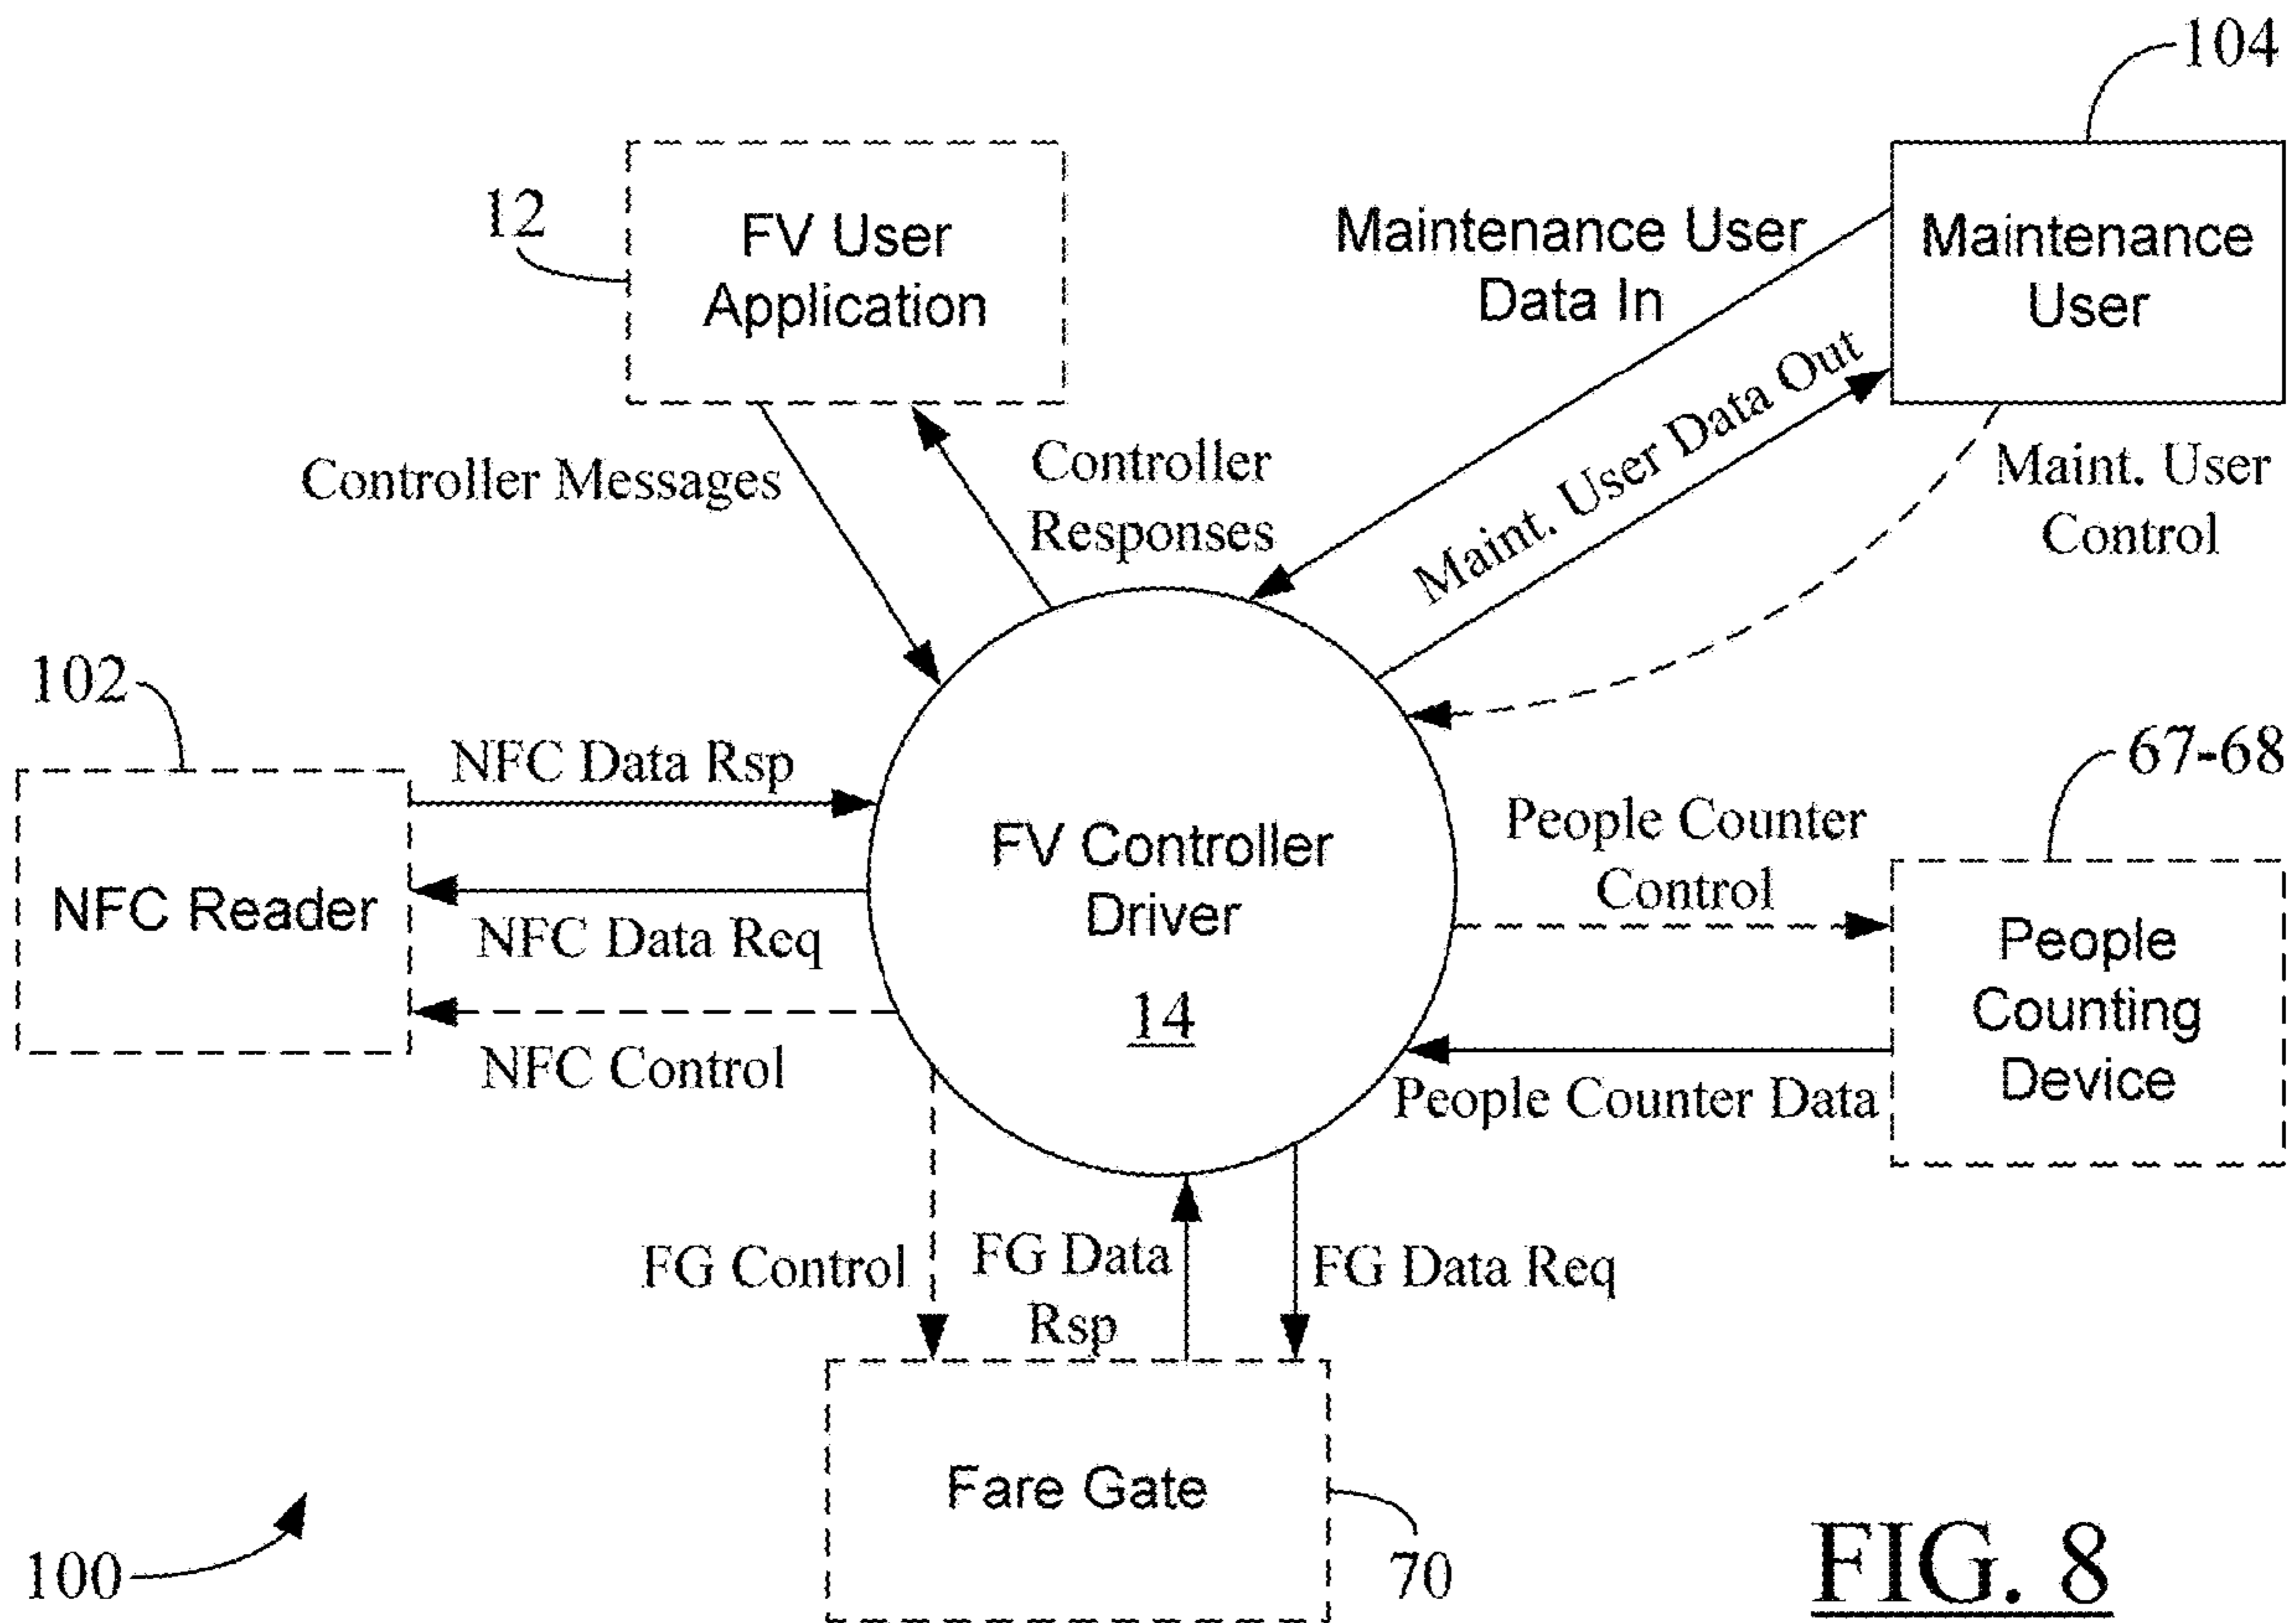 104
12
FV User
Application
Maintenance User
Data In
Maintenance
User
Maint. User Data Out
Controller Messages
Controller
Responses
Maint. User
Control
102
NFC Data Rsp
67-68
NFC Reader
NFC Data Req
NFC Control
FV Controller
Driver
14
People Counter
Control
People
Counting
Device
People Counter Data
FG Control
FG Data
Rsp
FG Data Req
Fare Gate
70
100
FIG. 8